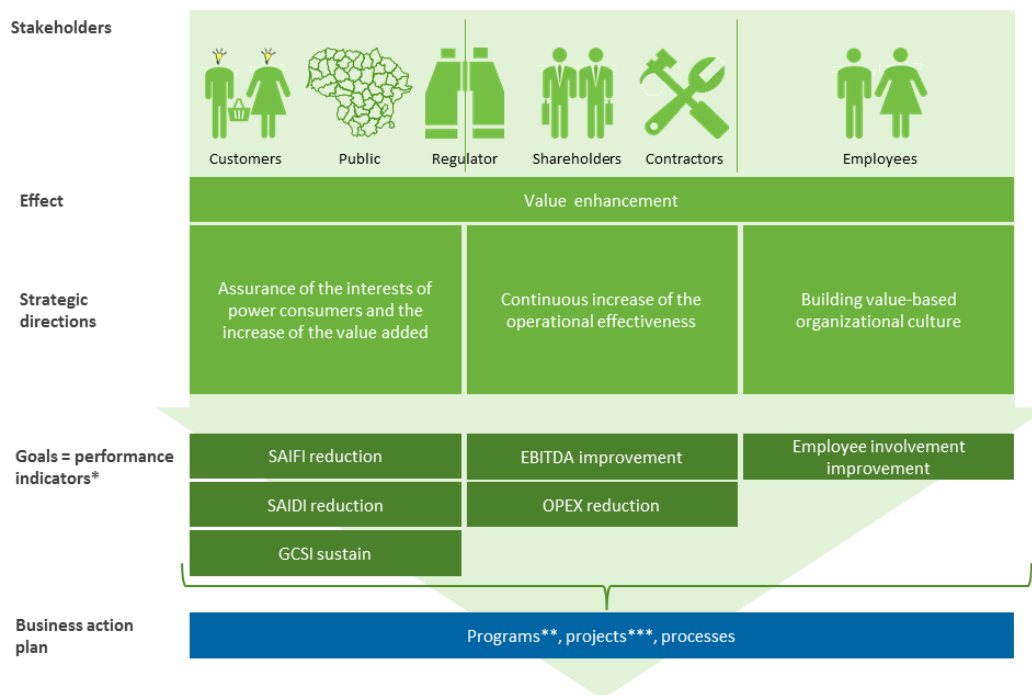 Stakeholders
Customers
Public
Regulator
Shareholders
Contractors
Employees
Effect
Value enhancement
Strategic
directions
Assurance of the interests of
power consumers and the
increase of the value added
Continuous increase of the
operational effectiveness
Building value-based
organizational culture
Goals = performance
indicators*
SAIFI reduction
EBITDA improvement
Employee involvement
improvement
SAIDI reduction
OPEX reduction
GCSI sustain
Business action
plan
Programs**, projects***, processes